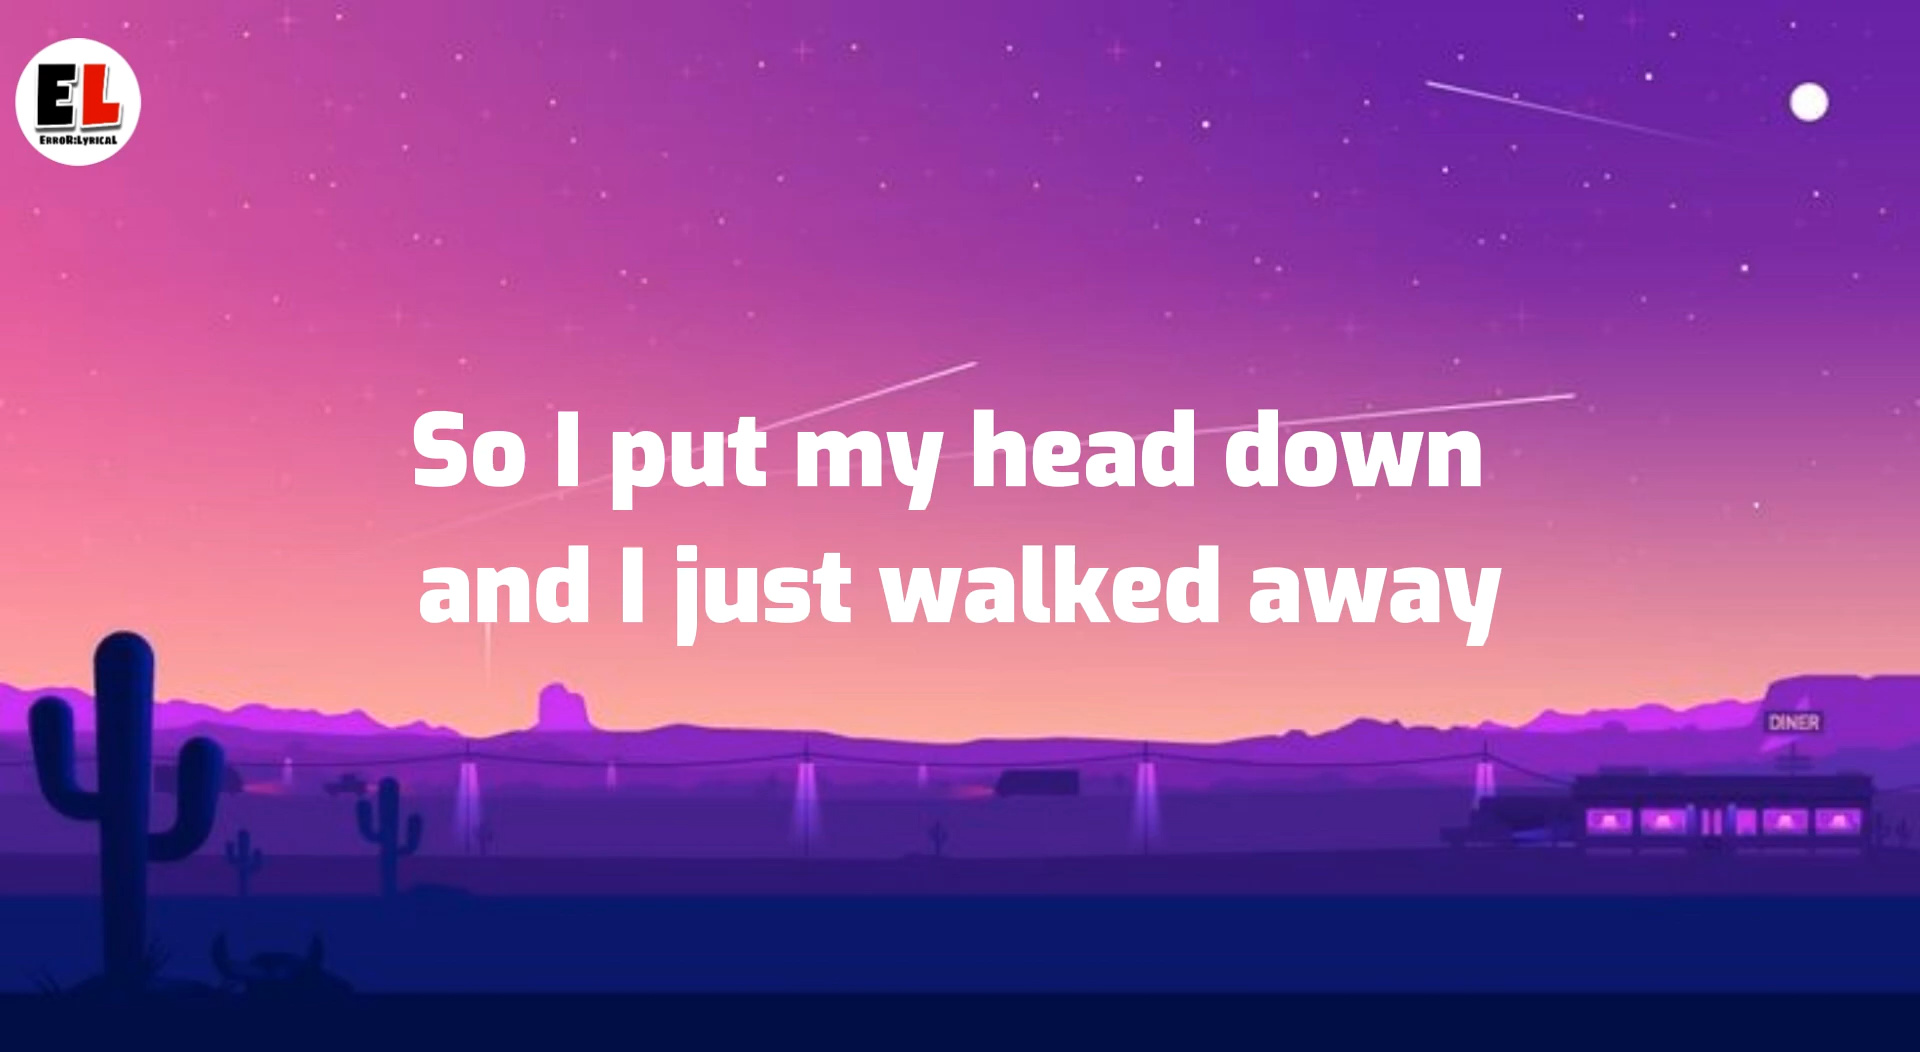 EL
ERROR:LYRICAL
So I put my head down
and I just walked away
DINER